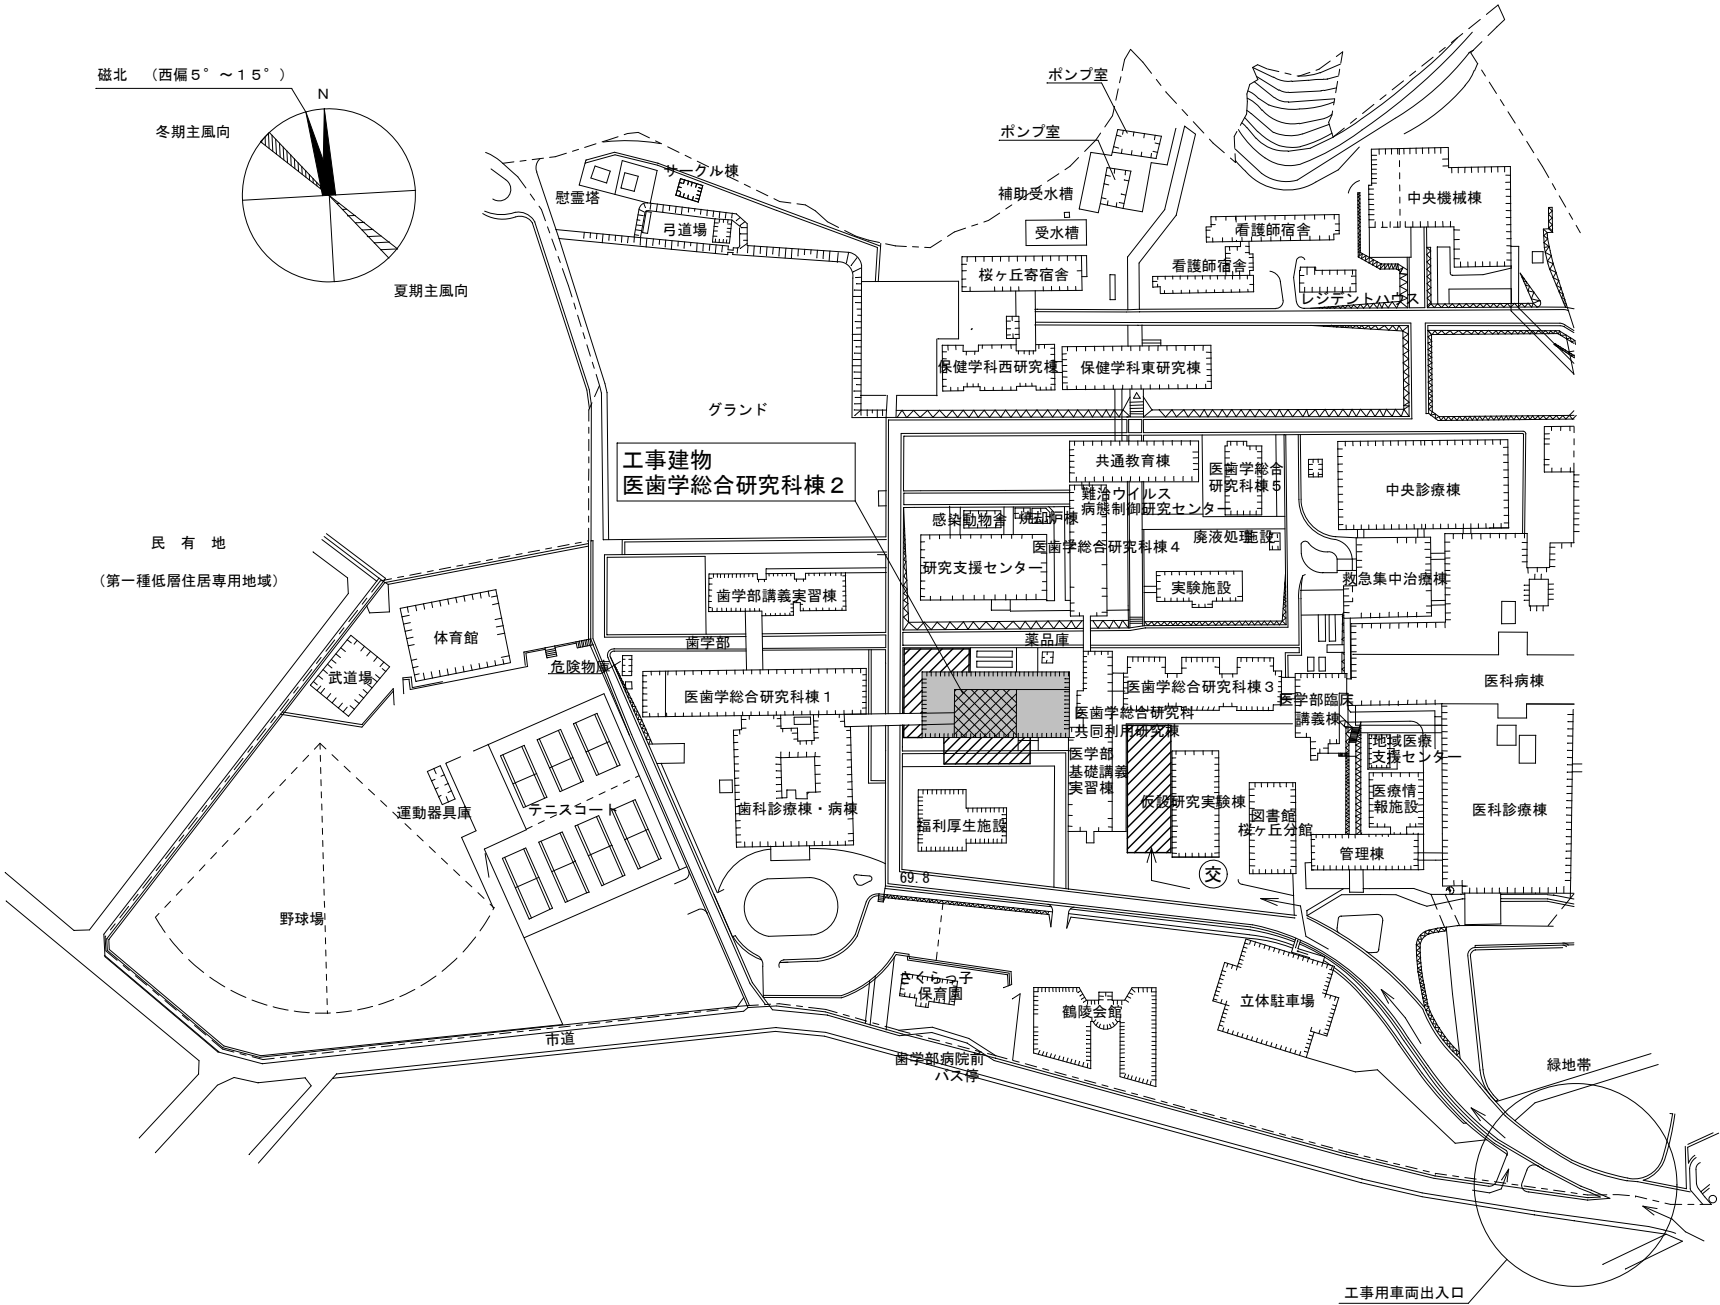 磁北　（西偏５°～１５°）
N
冬期主風向
夏期主風向
ポンプ室
ポンプ室
サークル棟
慰霊塔
弓道場
補助受水槽
受水槽
中央機械棟
看護師宿舎
看護師宿舎
桜ヶ丘寄宿舎
レジデントハウス
保健学科西研究棟
保健学科東研究棟
グランド
工事建物
医歯学総合研究科棟２
共通教育棟
医歯学総合
研究科棟５
難治ウイルス
病態制御研究センター
中央診療棟
感染動物舎
焼却炉棟
医歯学総合研究科棟４
廃液処理施設
民　有　地
（第一種低層住居専用地域）
研究支援センター
実験施設
救急集中治療棟
歯学部講義実習棟
体育館
歯学部
薬品庫
危険物庫
武道場
医歯学総合研究科棟１
医歯学総合研究科棟３
医科病棟
医学部臨床
講義棟
医歯学総合研究科
共同利用研究棟
地域医療
支援センター
医学部
基礎講義
実習棟
運動器具庫
テニスコート
歯科診療棟・病棟
福利厚生施設
仮設研究実験棟
図書館
桜ヶ丘分館
医療情
報施設
医科診療棟
管理棟
交
69.8
野球場
さくらっ子
保育園
鶴陵会館
立体駐車場
市道
歯学部病院前
バス停
緑地帯
工事用車両出入口